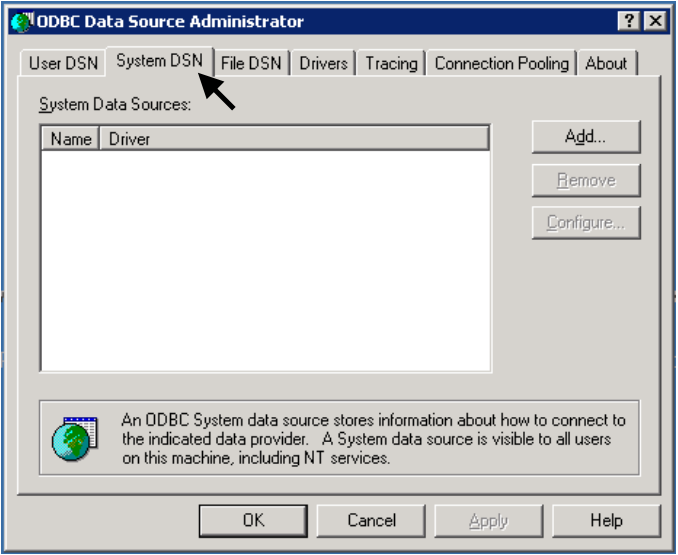 ODBC Data Source Administrator
User DSN System DSN File DSN Drivers Tracing Connection Pooling About
System Data Sources:
Name Driver
Add...
Remove
Configure...
An ODBC System data source stores information about how to connect to
the indicated data provider. A System data source is visible to all users
on this machine, including NT services.
OK Cancel Apply Help